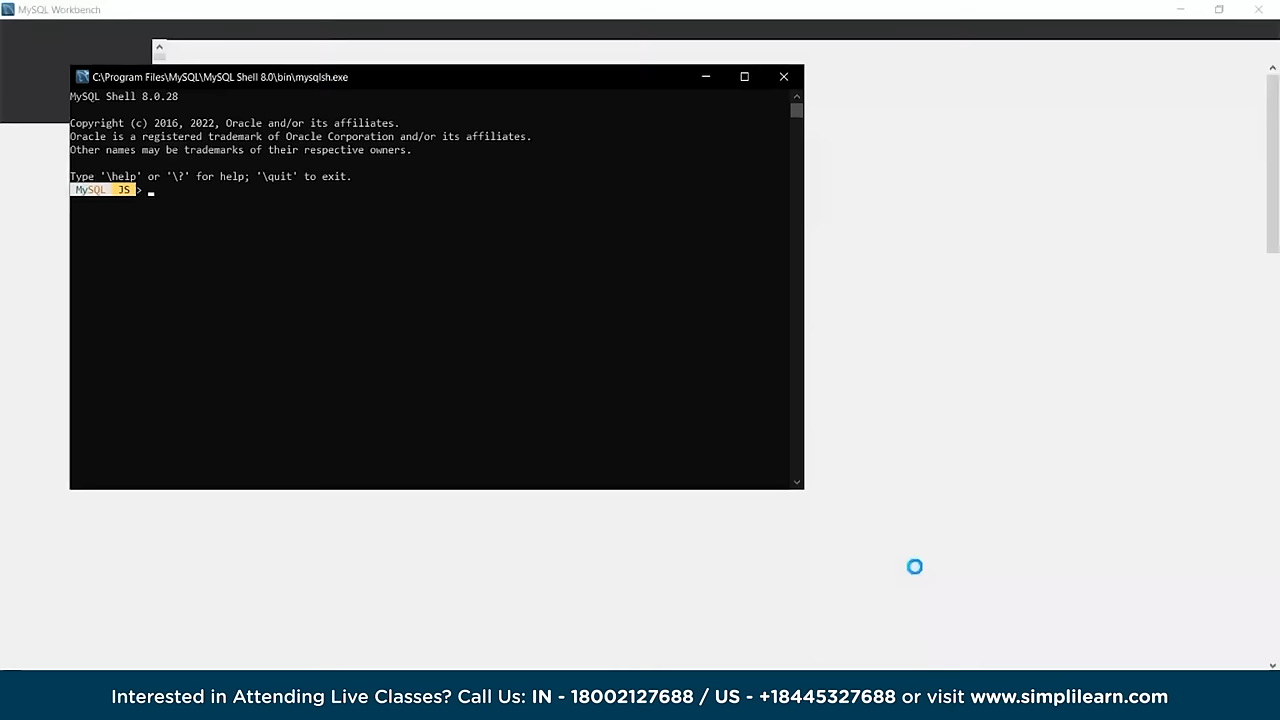 MySQL Workbench
C:\Program Files\MySQL\MySQL Shell 8.0\bin\mysqlsh.exe
MySQL Shell 8.0.28
Copyright (c) 2016, 2022, Oracle and/or its affiliates.
Oracle is a registered trademark of Oracle Corporation and/or its affiliates.
Other names may be trademarks of their respective owners.
Type '\help' or '\?' for help; '\quit' to exit.
MySQL JS >
Interested in Attending Live Classes? Call Us: IN - 18002127688 / US - +18445327688 or visit www.simplilearn.com